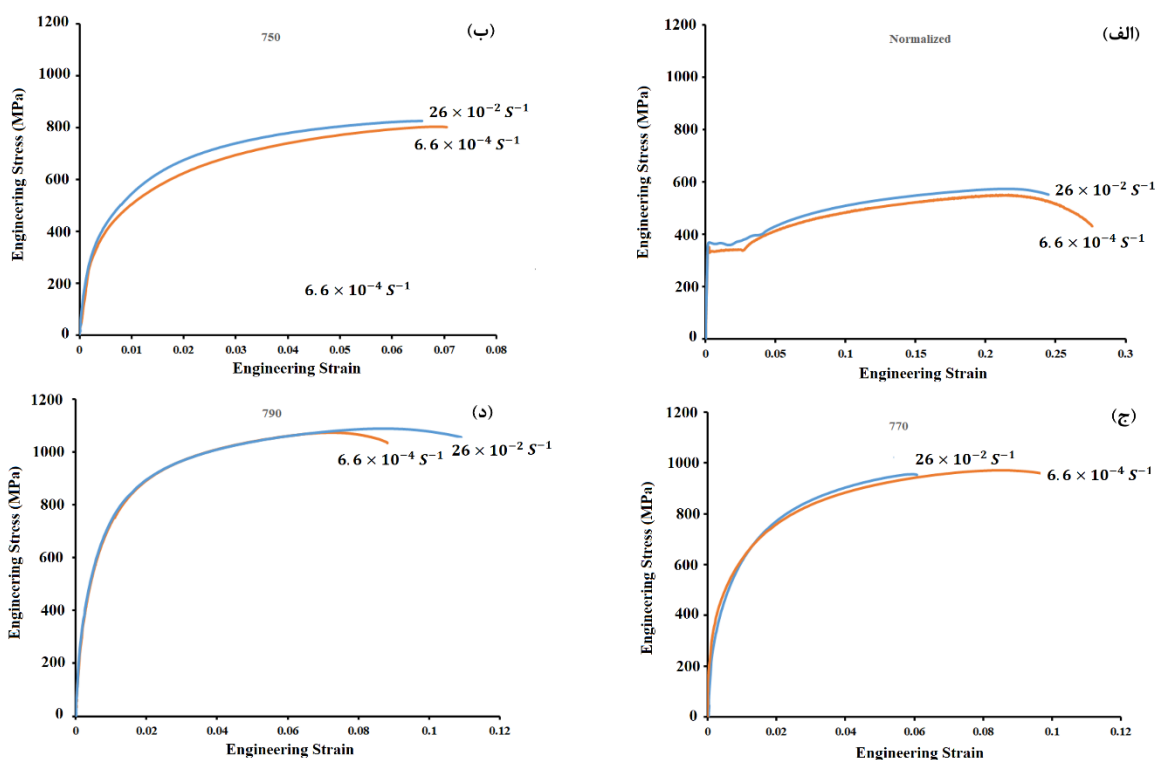 (الف)
Normalized
1200
1000
800
600
400
200
0
Engineering Stress (MPa)
26 × 10⁻² S⁻¹
6.6 × 10⁻⁴ S⁻¹
0 0.05 0.1 0.15 0.2 0.25 0.3
Engineering Strain
(ب)
750
1200
1000
800
600
400
200
0
Engineering Stress (MPa)
26 × 10⁻² S⁻¹
6.6 × 10⁻⁴ S⁻¹
6.6 × 10⁻⁴ S⁻¹
0 0.01 0.02 0.03 0.04 0.05 0.06 0.07 0.08
Engineering Strain
(ج)
770
1200
1000
800
600
400
200
0
Engineering Stress (MPa)
26 × 10⁻² S⁻¹
6.6 × 10⁻⁴ S⁻¹
0 0.02 0.04 0.06 0.08 0.1 0.12
Engineering Strain
(د)
790
1200
1000
800
600
400
200
0
Engineering Stress (MPa)
6.6 × 10⁻⁴ S⁻¹
26 × 10⁻² S⁻¹
0 0.02 0.04 0.06 0.08 0.1 0.12
Engineering Strain